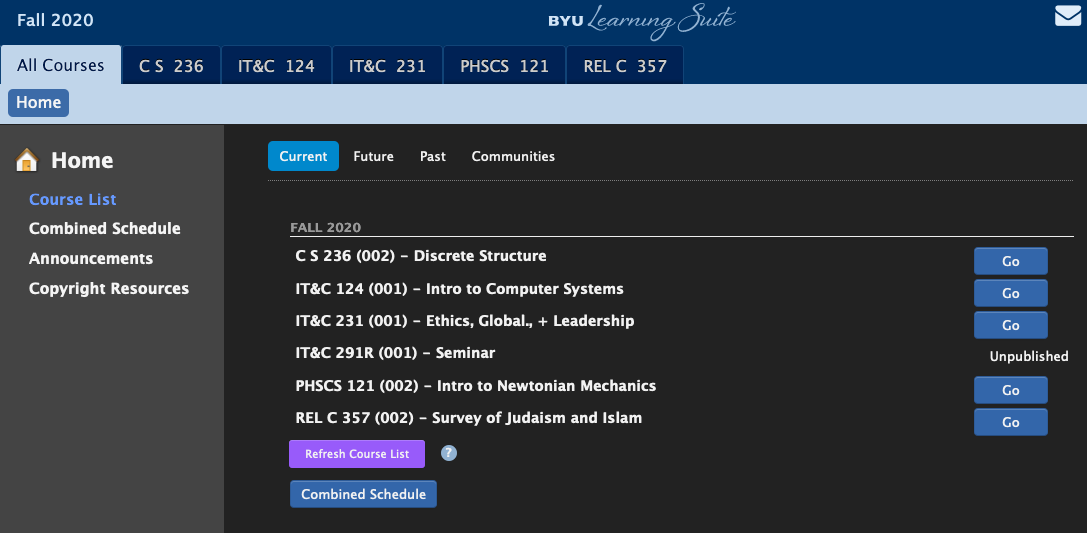 Fall 2020
BYU Learning Suite
All Courses
C S 236
IT&C 124
IT&C 231
PHSCS 121
REL C 357
Home
Home
Course List
Combined Schedule
Announcements
Copyright Resources
Current
Future
Past
Communities
FALL 2020
C S 236 (002) – Discrete Structure
Go
IT&C 124 (001) – Intro to Computer Systems
Go
IT&C 231 (001) – Ethics, Global., + Leadership
Go
IT&C 291R (001) – Seminar
Unpublished
PHSCS 121 (002) – Intro to Newtonian Mechanics
Go
REL C 357 (002) – Survey of Judaism and Islam
Go
Refresh Course List
?
Combined Schedule